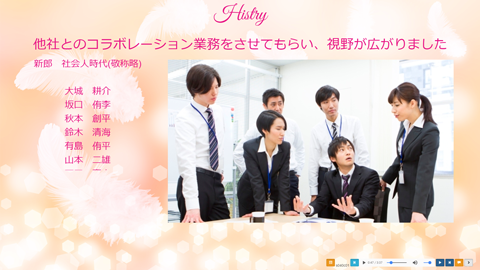 Histry
他社とのコラボレーション業務をさせてもらい、視野が広がりました
新郎　社会人時代(敬称略)
大城　耕介
坂口　侑李
秋本　創平
鈴木　清海
有島　侑平
山本　二雄